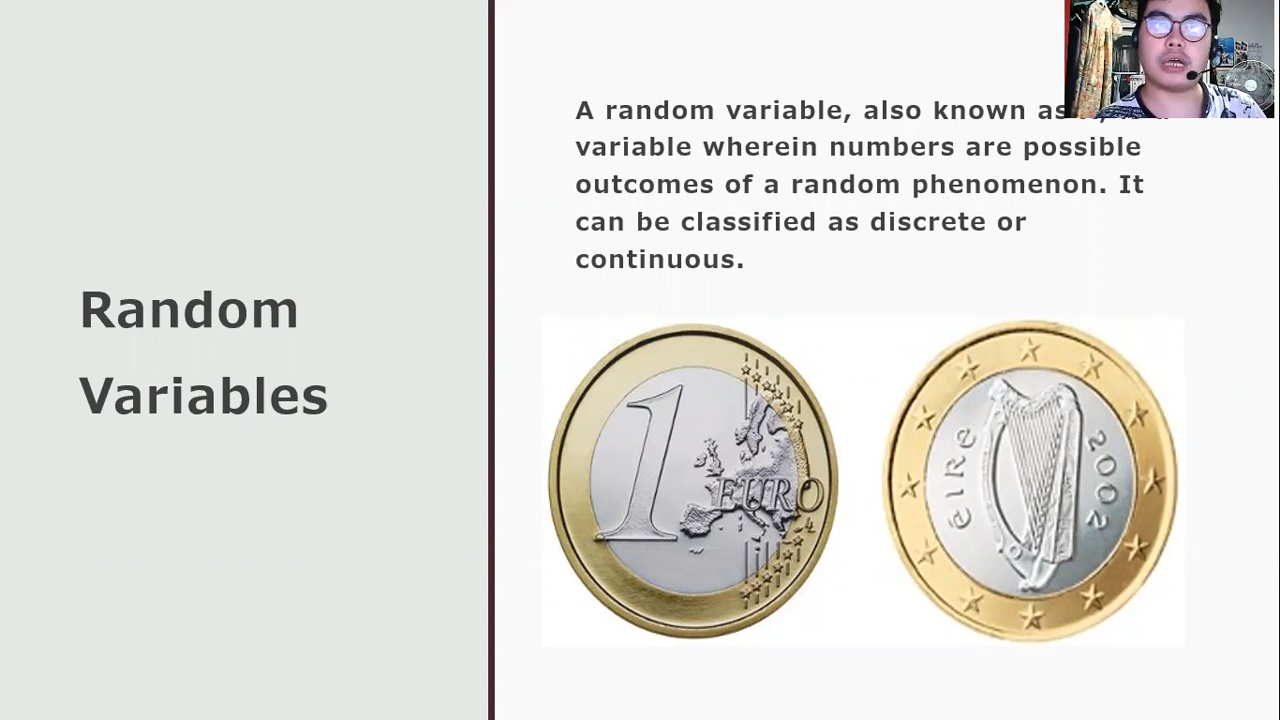 Random
Variables
A random variable, also known as
variable wherein numbers are possible
outcomes of a random phenomenon. It
can be classified as discrete or
continuous.
1
EURO
éIRe
2002